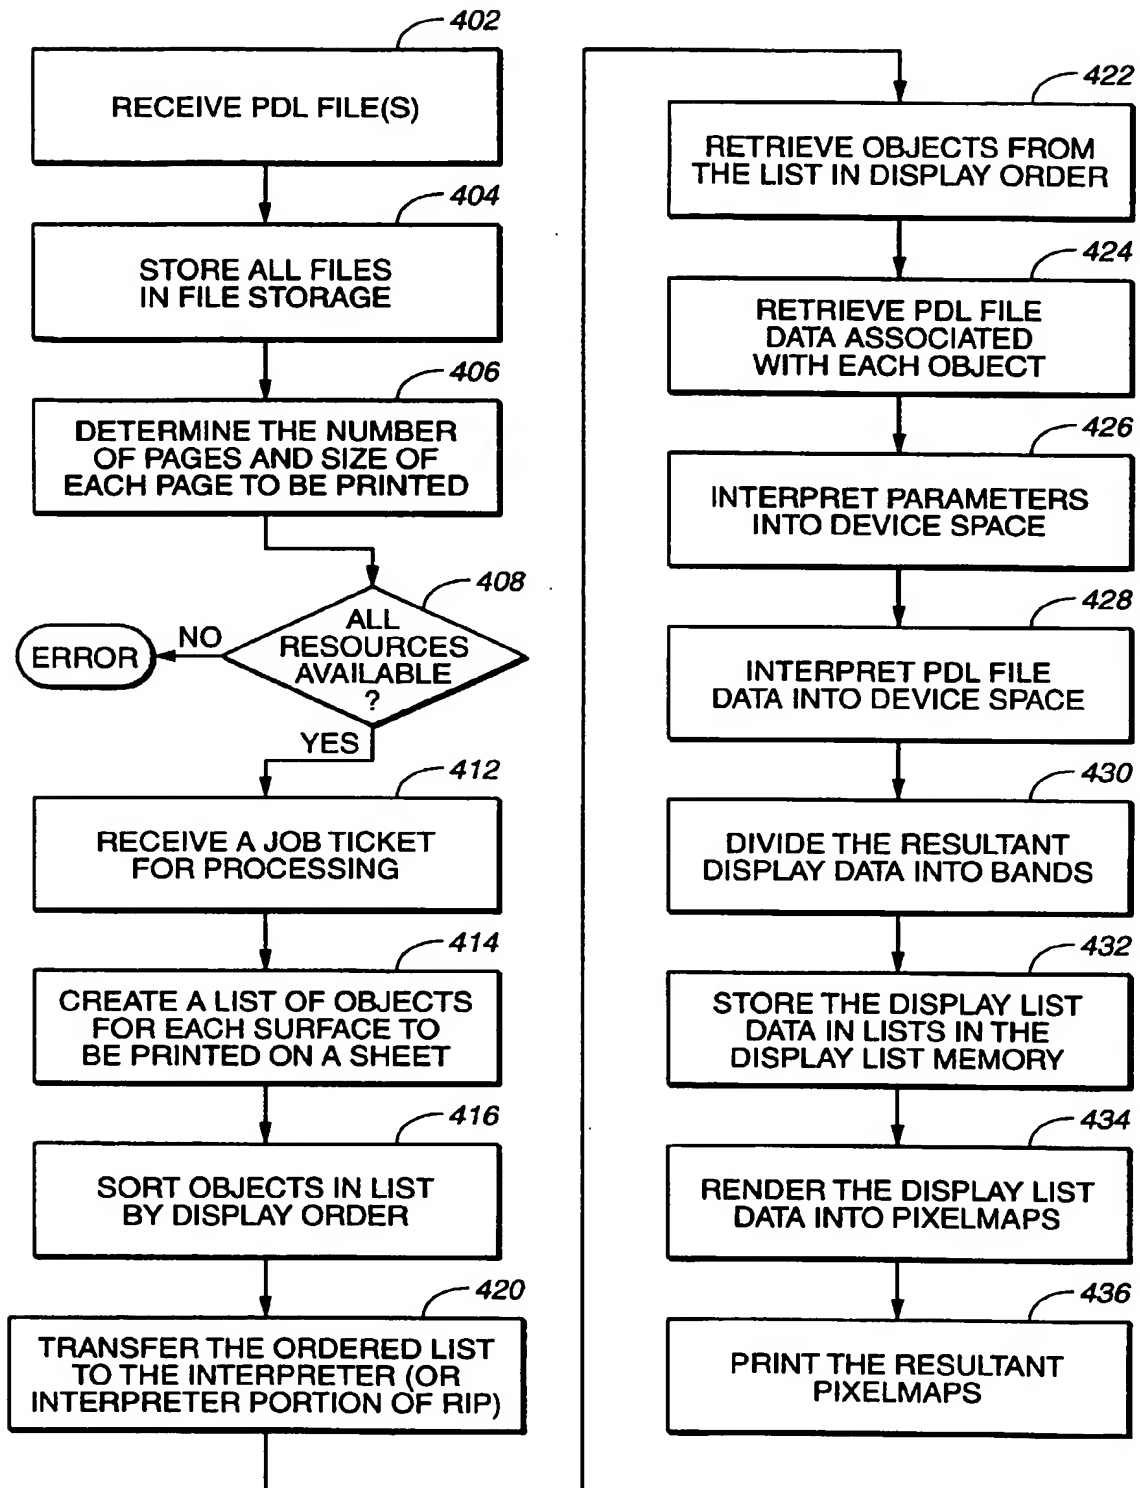 402
RECEIVE PDL FILE(S)
404
STORE ALL FILES
IN FILE STORAGE
406
DETERMINE THE NUMBER
OF PAGES AND SIZE OF
EACH PAGE TO BE PRINTED
408
ALL
RESOURCES
AVAILABLE
?
NO
ERROR
YES
412
RECEIVE A JOB TICKET
FOR PROCESSING
414
CREATE A LIST OF OBJECTS
FOR EACH SURFACE TO
BE PRINTED ON A SHEET
416
SORT OBJECTS IN LIST
BY DISPLAY ORDER
420
TRANSFER THE ORDERED LIST
TO THE INTERPRETER (OR
INTERPRETER PORTION OF RIP)
422
RETRIEVE OBJECTS FROM
THE LIST IN DISPLAY ORDER
424
RETRIEVE PDL FILE
DATA ASSOCIATED
WITH EACH OBJECT
426
INTERPRET PARAMETERS
INTO DEVICE SPACE
428
INTERPRET PDL FILE
DATA INTO DEVICE SPACE
430
DIVIDE THE RESULTANT
DISPLAY DATA INTO BANDS
432
STORE THE DISPLAY LIST
DATA IN LISTS IN THE
DISPLAY LIST MEMORY
434
RENDER THE DISPLAY LIST
DATA INTO PIXELMAPS
436
PRINT THE RESULTANT
PIXELMAPS